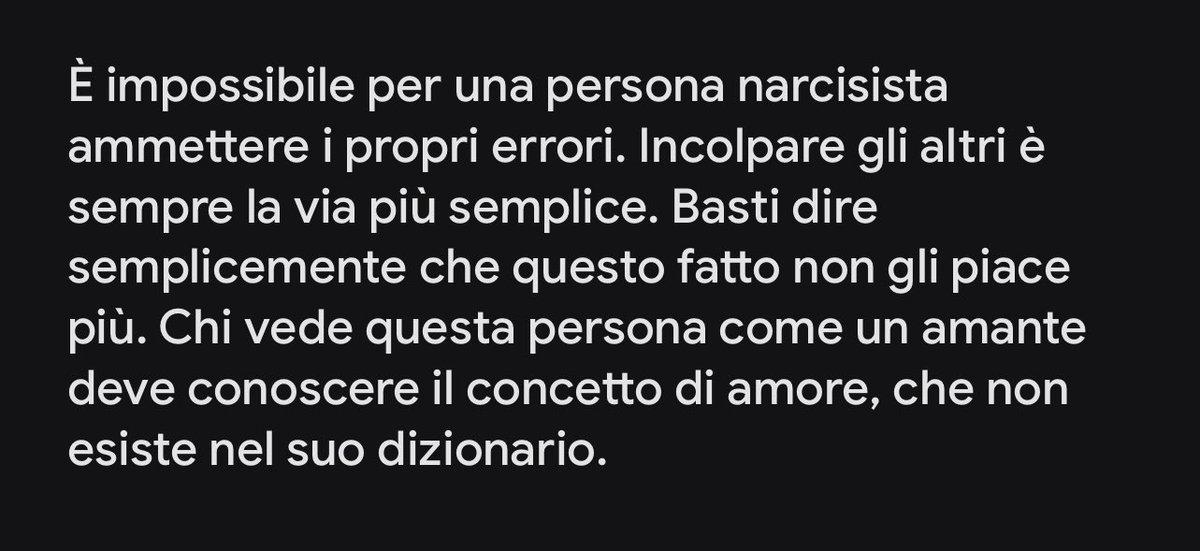 È impossibile per una persona narcisista
ammettere i propri errori. Incolpare gli altri è
sempre la via più semplice. Basti dire
semplicemente che questo fatto non gli piace
più. Chi vede questa persona come un amante
deve conoscere il concetto di amore, che non
esiste nel suo dizionario.